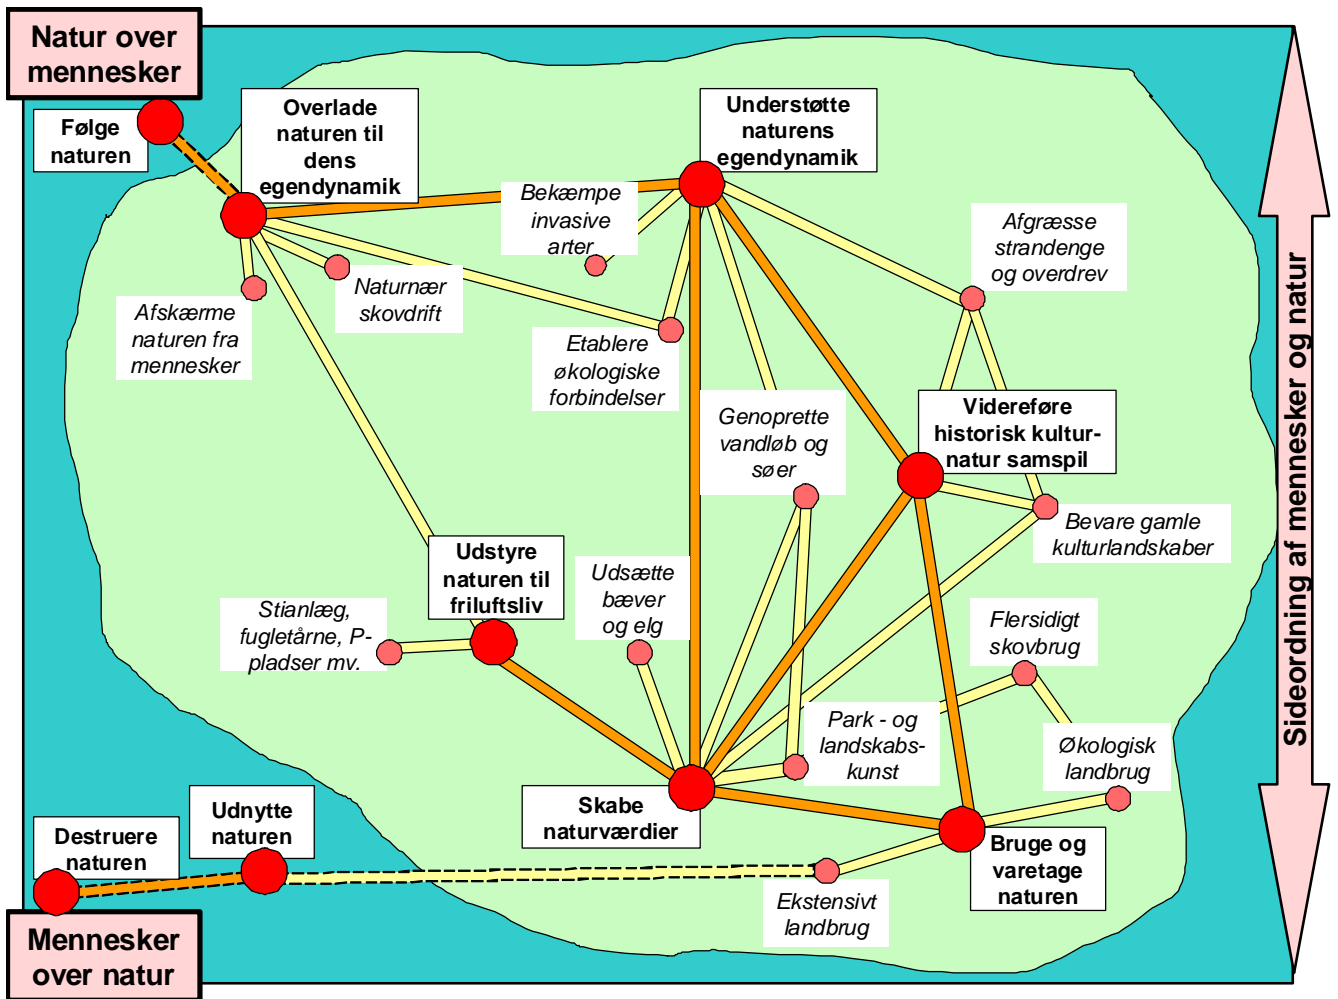 Natur over
mennesker
Følge
naturen
Overlade
naturen til
dens
egendynamik
Understøtte
naturens
egendynamik
Bekæmpe
invasive
arter
Afgræsse
strandenge
og overdrev
Naturnær
skovdrift
Afskærme
naturen fra
mennesker
Etablere
økologiske
forbindelser
Genoprette
vandløb og
søer
Videreføre
historisk kultur-
natur samspil
Bevare gamle
kulturlandskaber
Udstyre
naturen til
friluftsliv
Udsætte
bæver
og elg
Stianlæg,
fugletårne, P-
pladser mv.
Flersidigt
skovbrug
Park - og
landskabs-
kunst
Økologisk
landbrug
Skabe
naturværdier
Udnytte
naturen
Destruere
naturen
Bruge og
varetage
naturen
Ekstensivt
landbrug
Mennesker
over natur
Sideordning af mennesker og natur